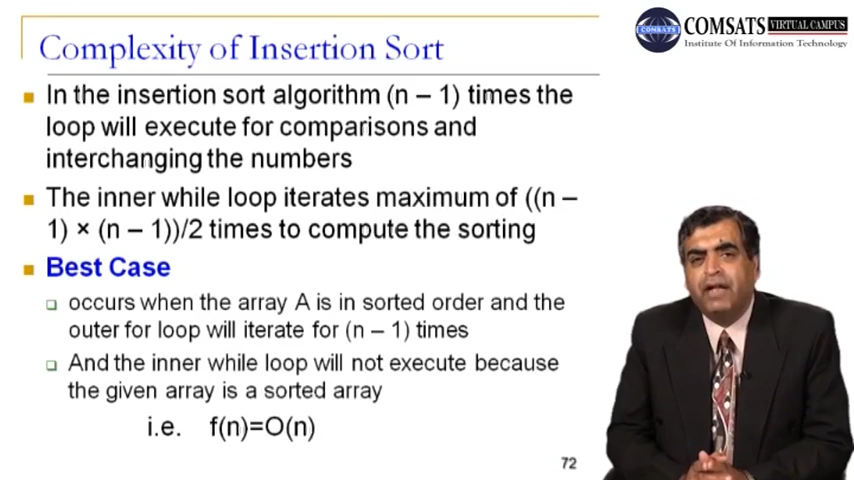 Complexity of Insertion Sort
COMSATS VIRTUAL CAMPUS
COMSATS
Institute Of Information Technology
In the insertion sort algorithm (n – 1) times the
loop will execute for comparisons and
interchanging the numbers
The inner while loop iterates maximum of ((n –
1) × (n – 1))/2 times to compute the sorting
Best Case
occurs when the array A is in sorted order and the
outer for loop will iterate for (n – 1) times
And the inner while loop will not execute because
the given array is a sorted array
i.e. f(n)=O(n)
72